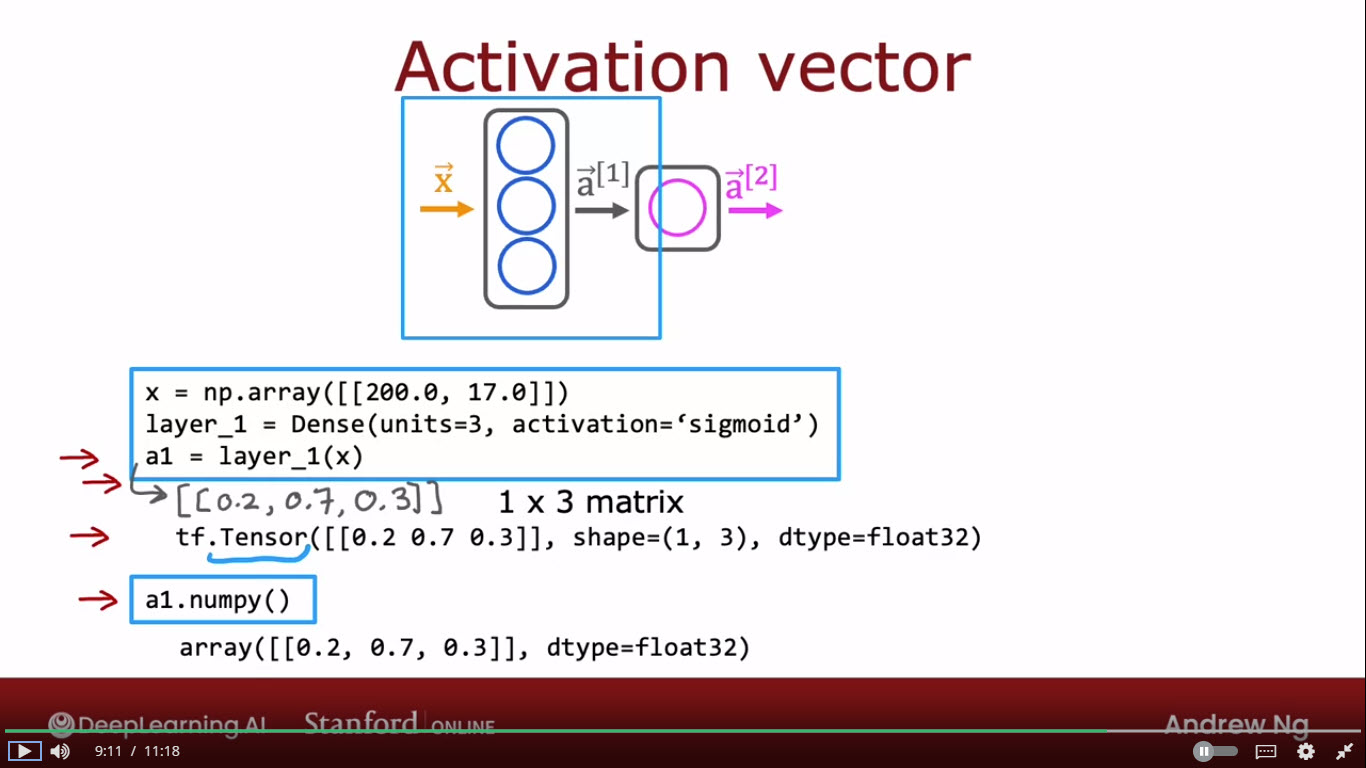 Activation vector
x⃗
a⃗[1]
a⃗[2]
x = np.array([[200.0, 17.0]])
layer_1 = Dense(units=3, activation=‘sigmoid’)
a1 = layer_1(x)
[[0.2, 0.7, 0.3]] 1 x 3 matrix
tf.Tensor([[0.2 0.7 0.3]], shape=(1, 3), dtype=float32)
a1.numpy()
array([[0.2, 0.7, 0.3]], dtype=float32)
DeepLearning.AI Stanford ONLINE Andrew Ng
9:11 / 11:18